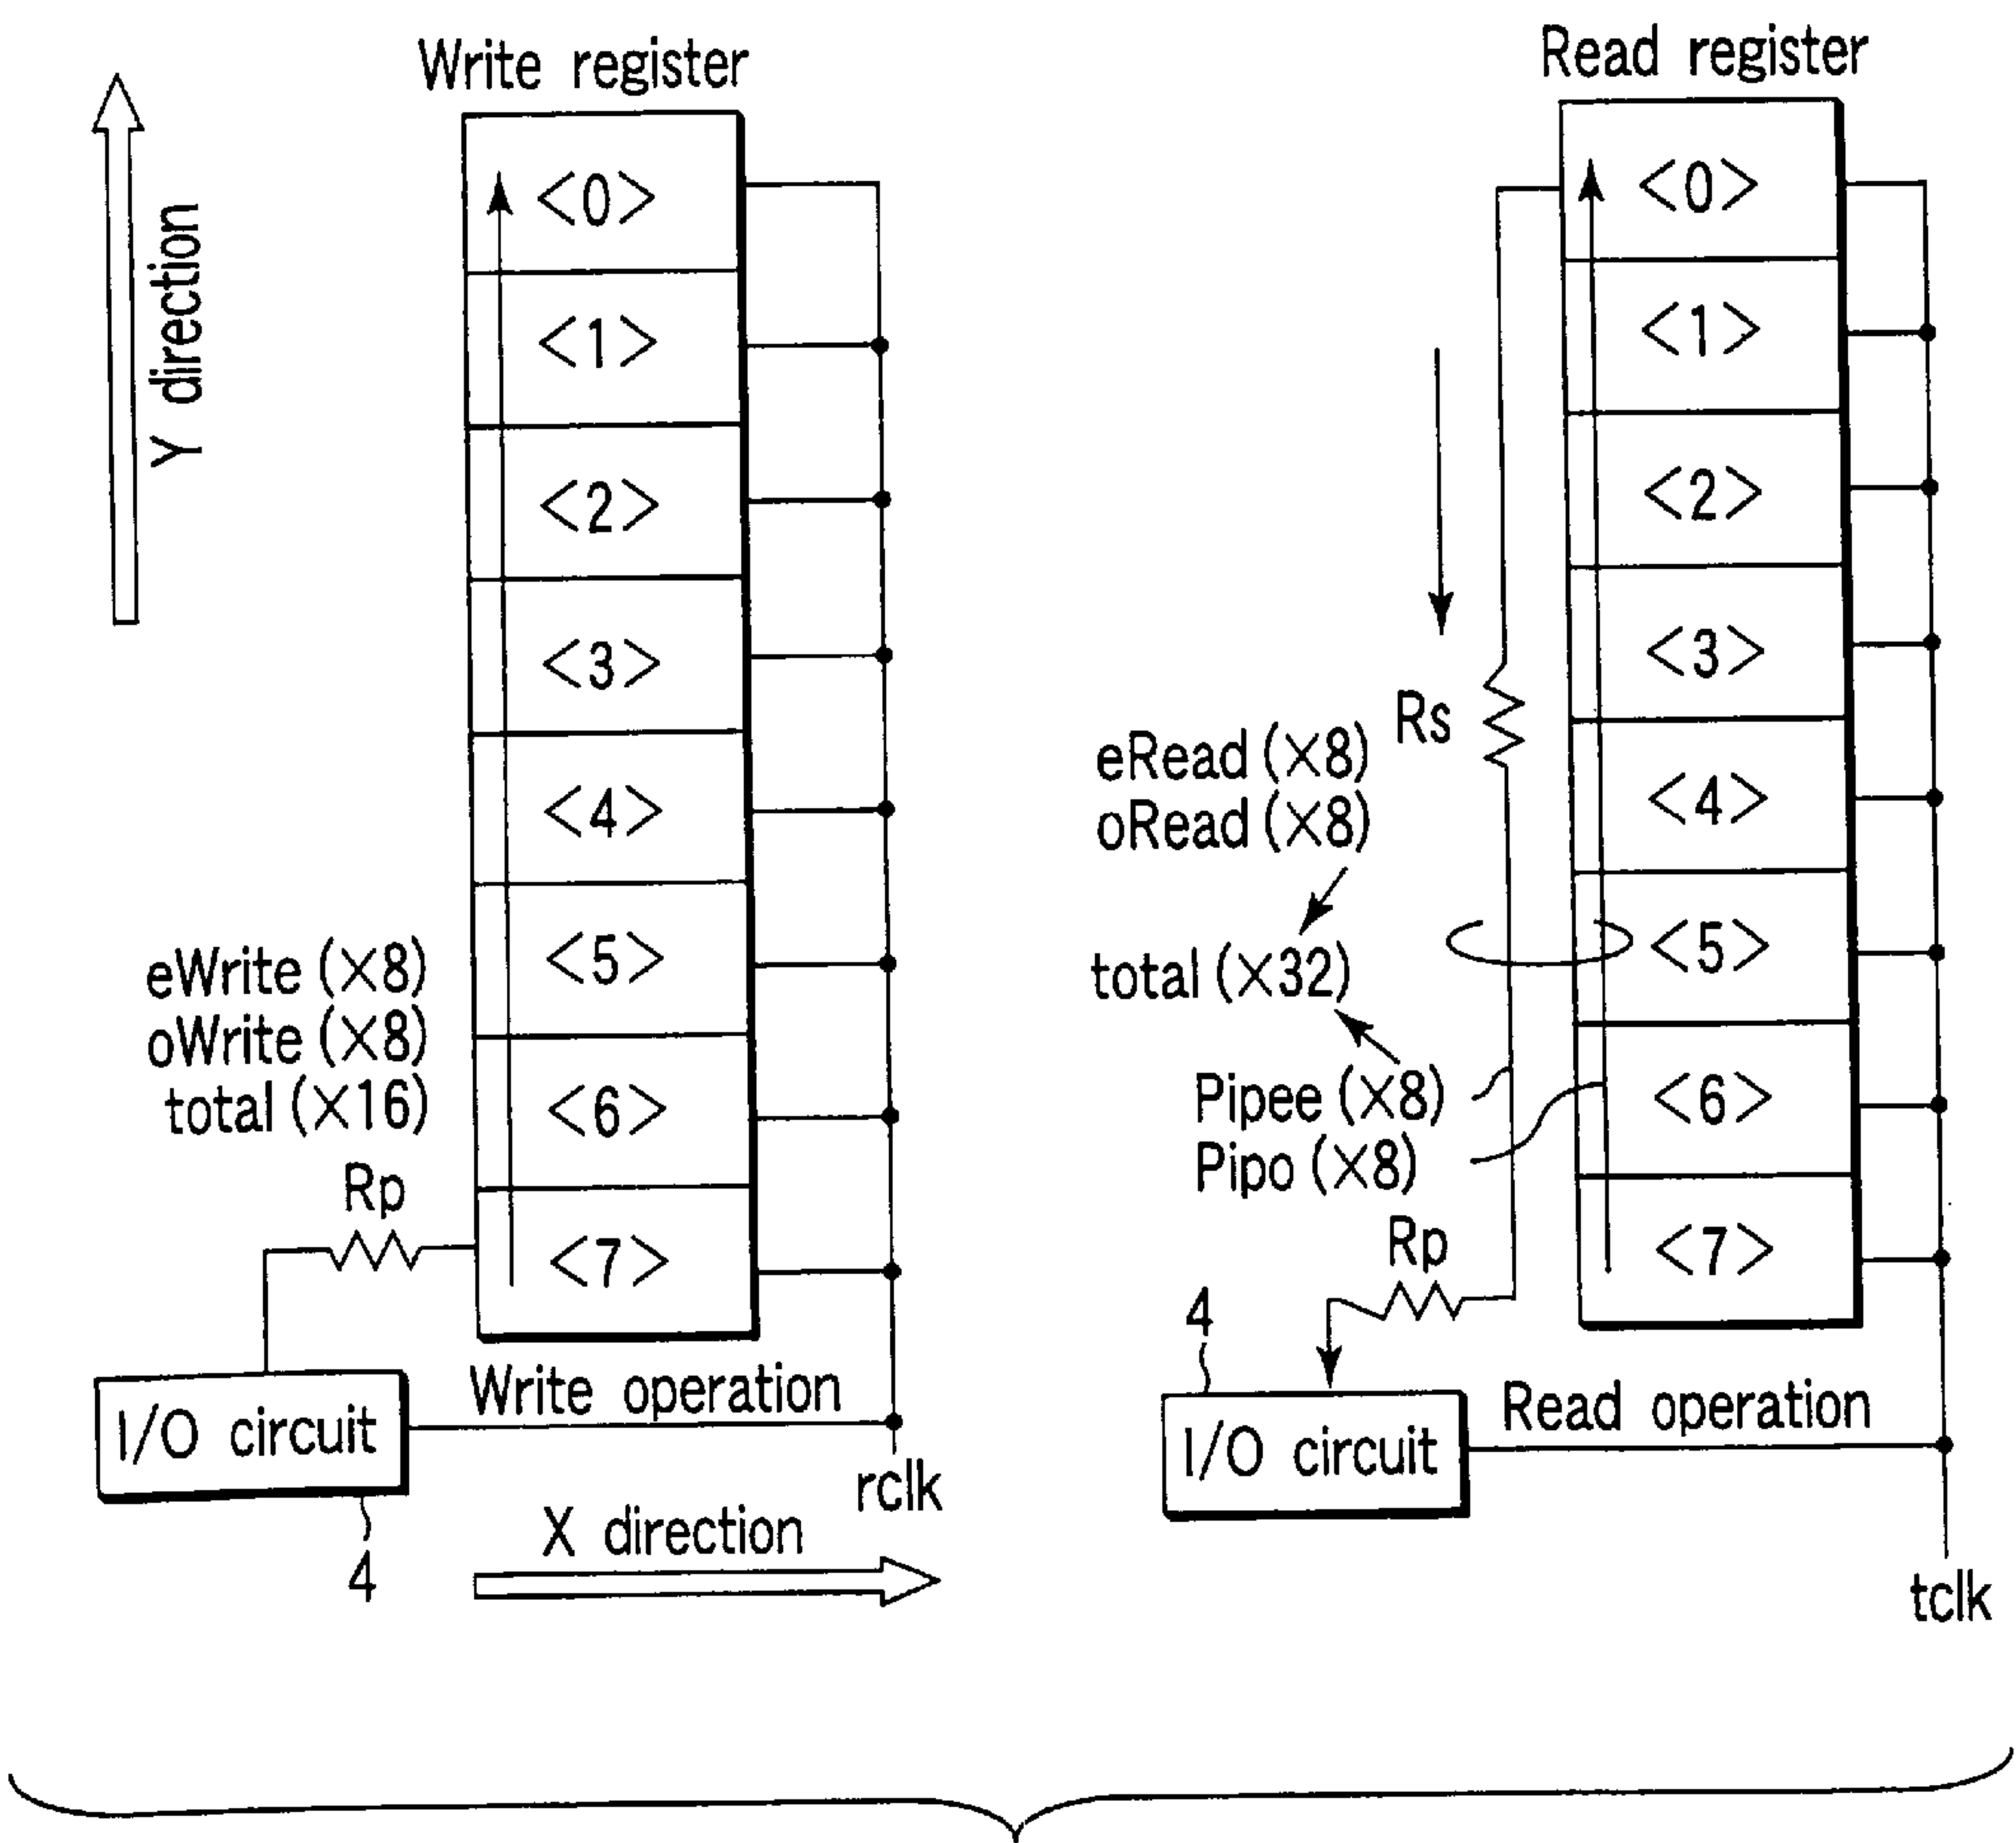 Write register
Y direction
<0>
<1>
<2>
<3>
<4>
<5>
<6>
<7>
eWrite (×8)
oWrite (×8)
total (×16)
Rp
I/O circuit
4
Write operation
rclk
X direction
Read register
<0>
<1>
<2>
<3>
<4>
<5>
<6>
<7>
Rs
eRead (×8)
oRead (×8)
total (×32)
Pipee (×8)
Pipo (×8)
Rp
4
I/O circuit
Read operation
tclk